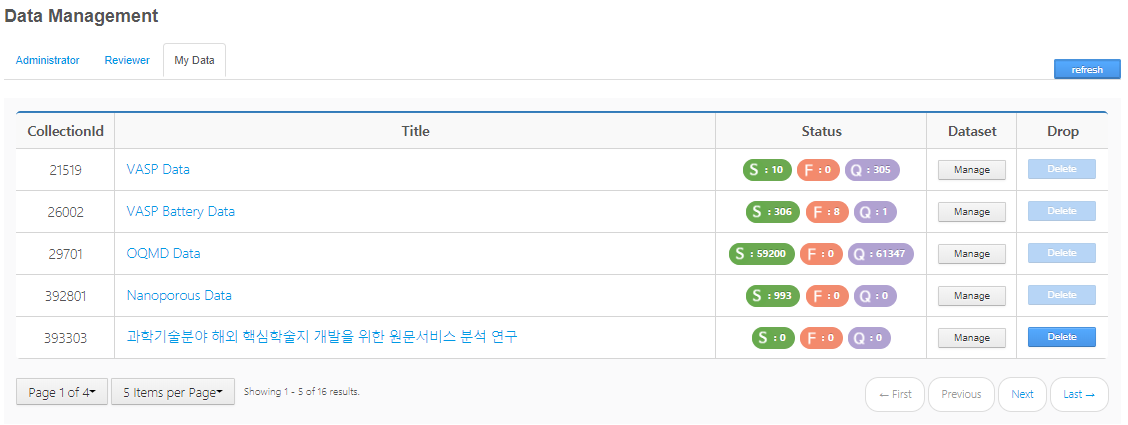 Data Management
Administrator Reviewer My Data
refresh
CollectionId Title Status Dataset Drop
21519 VASP Data S : 10 F : 0 Q : 305 Manage Delete
26002 VASP Battery Data S : 306 F : 8 Q : 1 Manage Delete
29701 OQMD Data S : 59200 F : 0 Q : 61347 Manage Delete
392801 Nanoporous Data S : 993 F : 0 Q : 0 Manage Delete
393303 과학기술분야 해외 핵심학술지 개발을 위한 원문서비스 분석 연구 S : 0 F : 0 Q : 0 Manage Delete
Page 1 of 4 5 Items per Page Showing 1 - 5 of 16 results. ← First Previous Next Last →